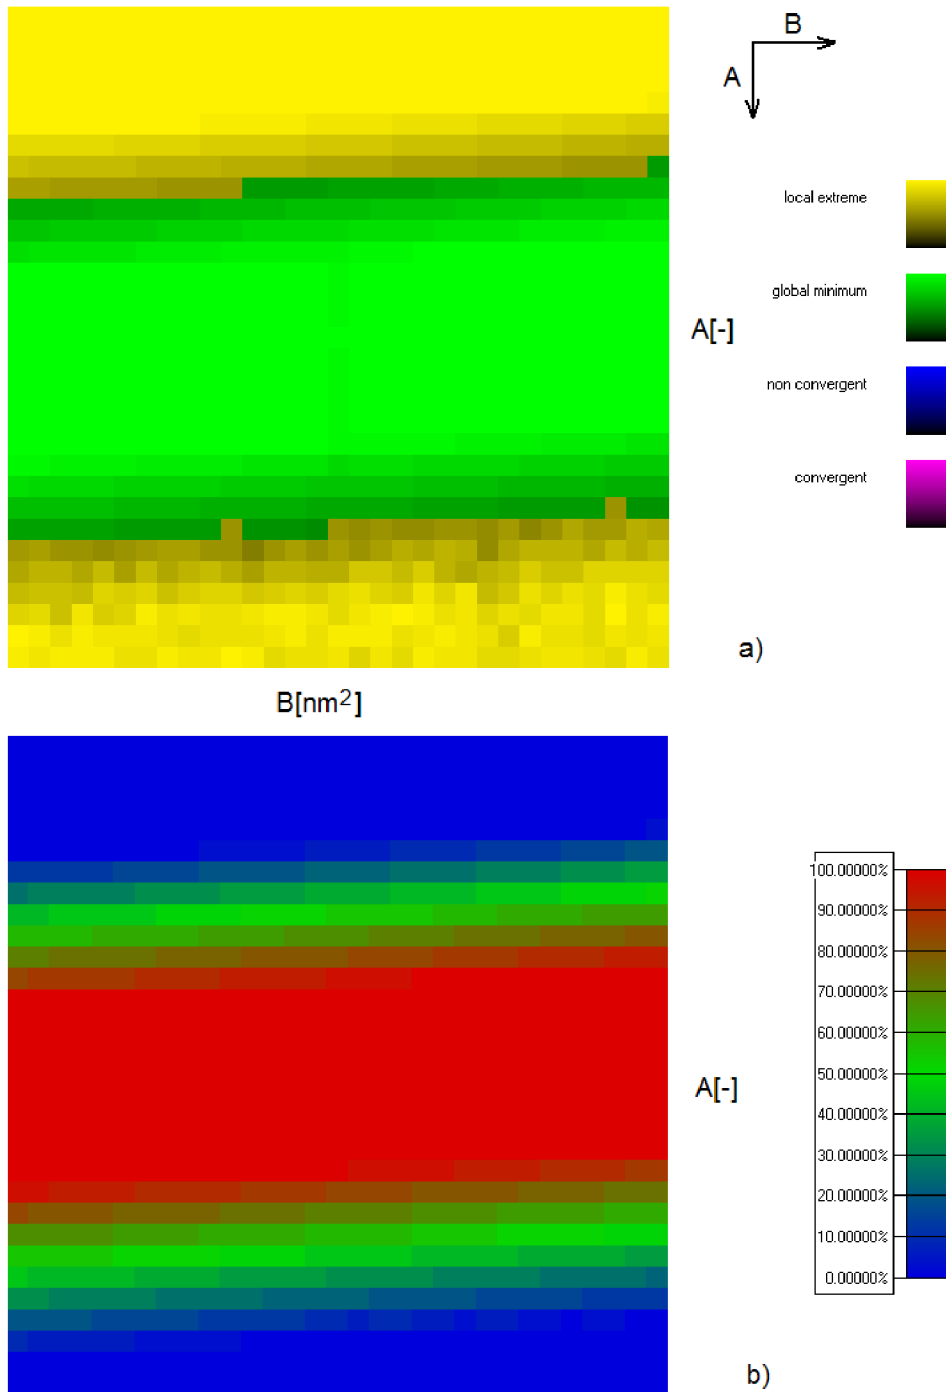 B
A
local extreme
global minimum
A[-]
non convergent
convergent
a)
B[nm²]
100.00000%
90.00000%
80.00000%
70.00000%
60.00000%
50.00000%
A[-]
40.00000%
30.00000%
20.00000%
10.00000%
0.00000%
b)